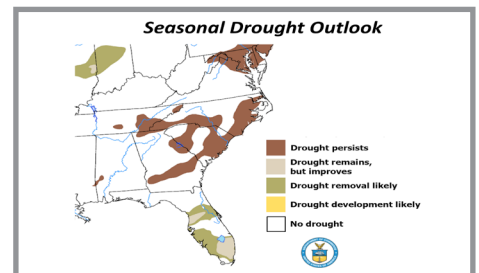 Seasonal Drought Outlook
Drought persists
Drought remains,
but improves
Drought removal likely
Drought development likely
No drought